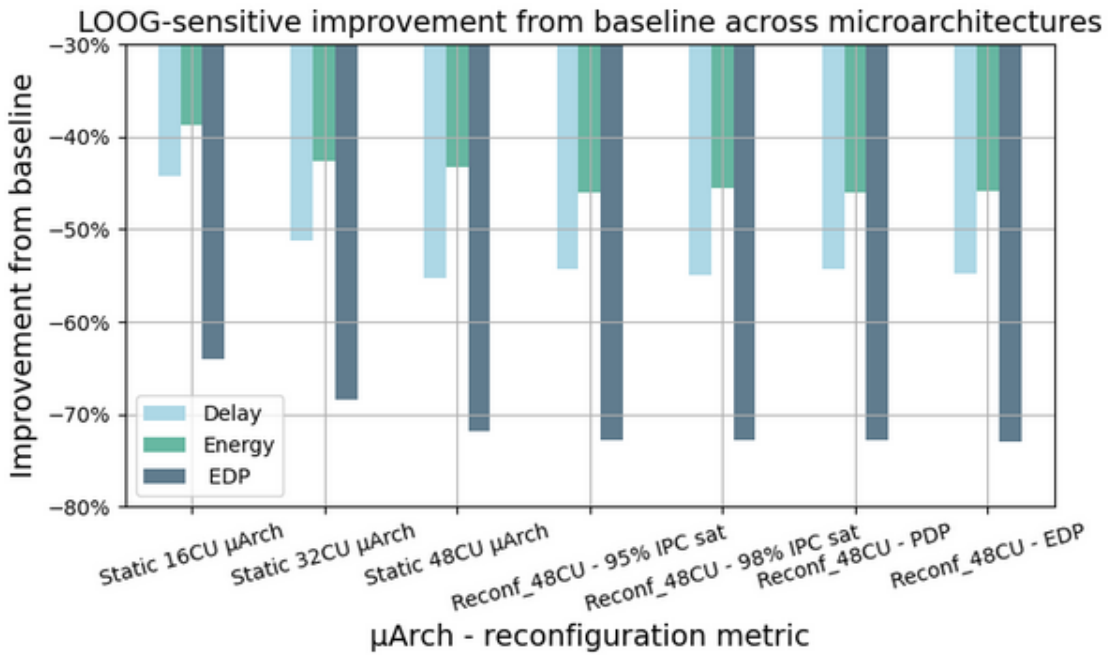 LOOG-sensitive improvement from baseline across microarchitectures
Improvement from baseline
−30%
−40%
−50%
−60%
−70%
−80%
Delay
Energy
EDP
Static 16CU µArch
Static 32CU µArch
Static 48CU µArch
Reconf_48CU - 95% IPC sat
Reconf_48CU - 98% IPC sat
Reconf_48CU - PDP
Reconf_48CU - EDP
µArch - reconfiguration metric